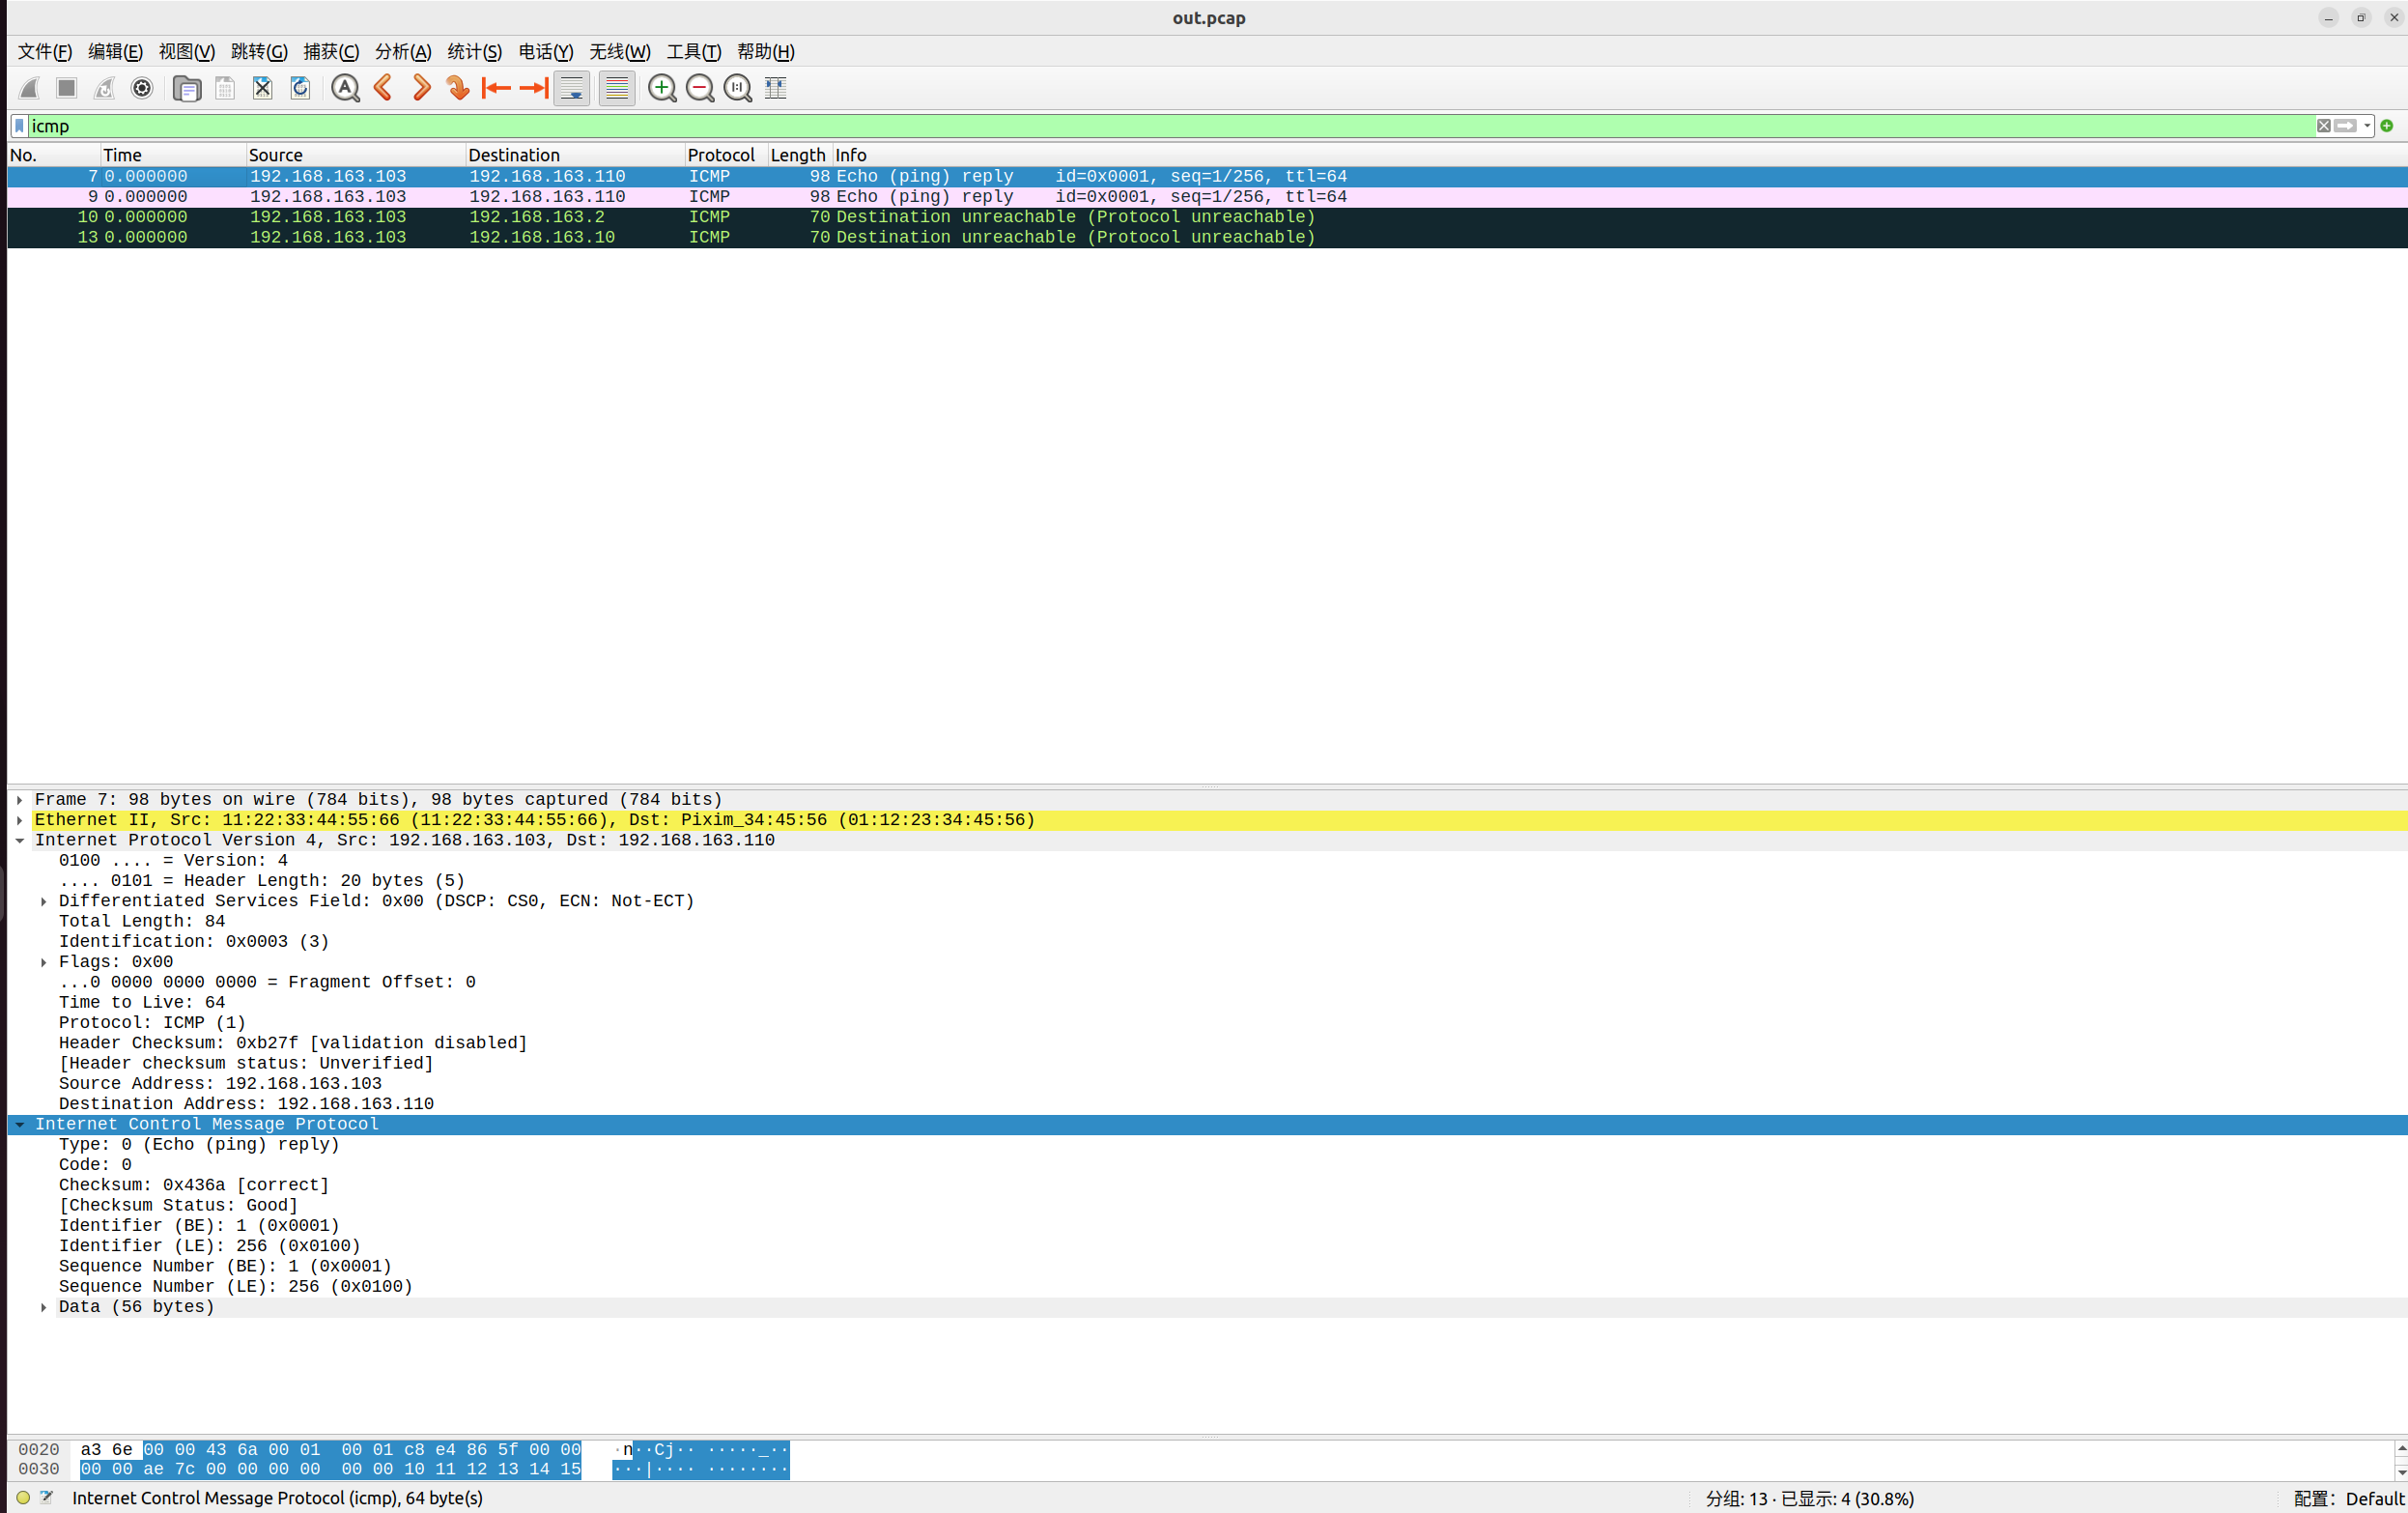 out.pcap
文件(F) 编辑(E) 视图(V) 跳转(G) 捕获(C) 分析(A) 统计(S) 电话(Y) 无线(W) 工具(T) 帮助(H)
icmp
No. Time Source Destination Protocol Length Info
7 0.000000 192.168.163.103 192.168.163.110 ICMP 98 Echo (ping) reply id=0x0001, seq=1/256, ttl=64
9 0.000000 192.168.163.103 192.168.163.110 ICMP 98 Echo (ping) reply id=0x0001, seq=1/256, ttl=64
10 0.000000 192.168.163.103 192.168.163.2 ICMP 70 Destination unreachable (Protocol unreachable)
13 0.000000 192.168.163.103 192.168.163.10 ICMP 70 Destination unreachable (Protocol unreachable)
Frame 7: 98 bytes on wire (784 bits), 98 bytes captured (784 bits)
Ethernet II, Src: 11:22:33:44:55:66 (11:22:33:44:55:66), Dst: Pixim_34:45:56 (01:12:23:34:45:56)
Internet Protocol Version 4, Src: 192.168.163.103, Dst: 192.168.163.110
0100 .... = Version: 4
.... 0101 = Header Length: 20 bytes (5)
Differentiated Services Field: 0x00 (DSCP: CS0, ECN: Not-ECT)
Total Length: 84
Identification: 0x0003 (3)
Flags: 0x00
...0 0000 0000 0000 = Fragment Offset: 0
Time to Live: 64
Protocol: ICMP (1)
Header Checksum: 0xb27f [validation disabled]
[Header checksum status: Unverified]
Source Address: 192.168.163.103
Destination Address: 192.168.163.110
Internet Control Message Protocol
Type: 0 (Echo (ping) reply)
Code: 0
Checksum: 0x436a [correct]
[Checksum Status: Good]
Identifier (BE): 1 (0x0001)
Identifier (LE): 256 (0x0100)
Sequence Number (BE): 1 (0x0001)
Sequence Number (LE): 256 (0x0100)
Data (56 bytes)
0020 a3 6e 00 00 43 6a 00 01 00 01 c8 e4 86 5f 00 00 ·n··Cj·· ·····_··
0030 00 00 ae 7c 00 00 00 00 00 00 10 11 12 13 14 15 ···|···· ········
Internet Control Message Protocol (icmp), 64 byte(s) 分组: 13 · 已显示: 4 (30.8%) 配置： Default